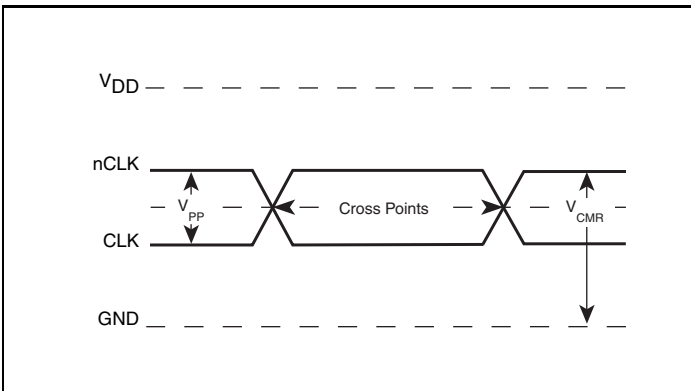 VDD
nCLK
VPP
Cross Points
VCMR
CLK
GND